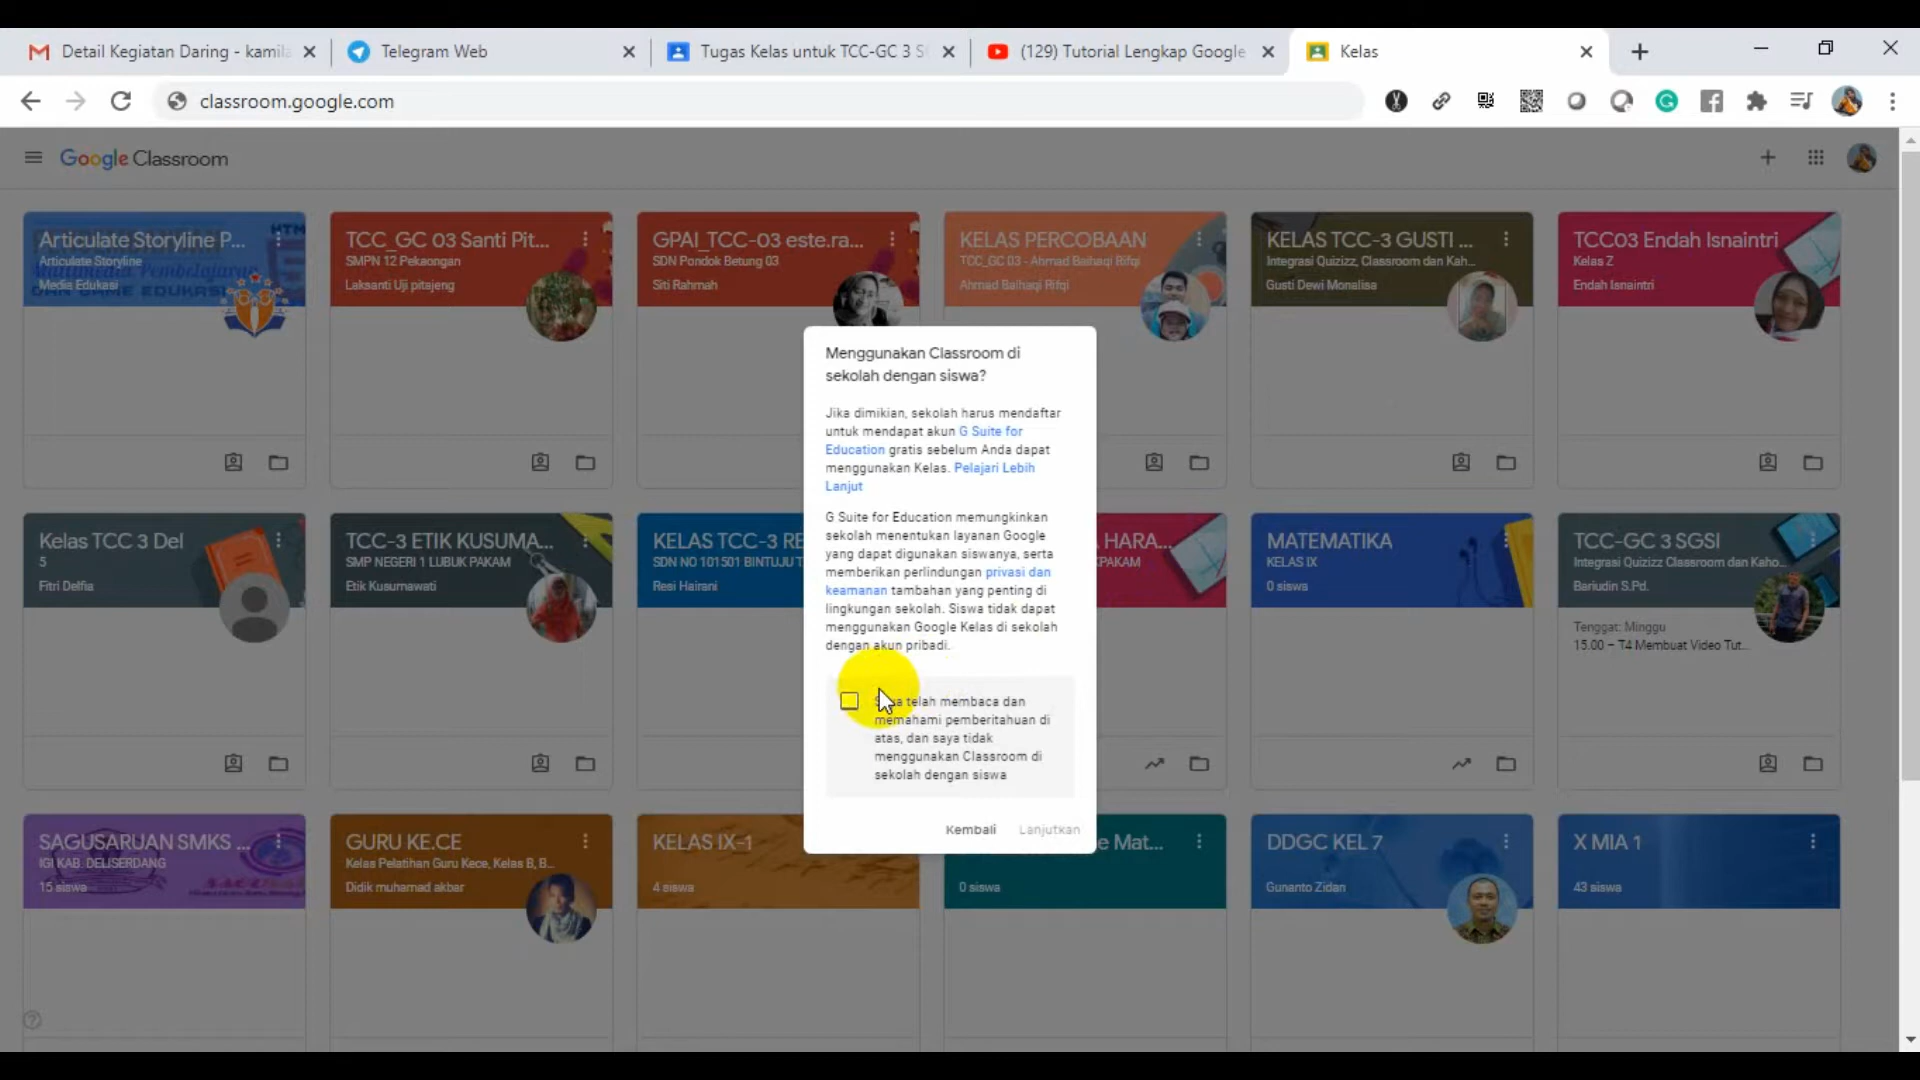 Detail Kegiatan Daring - kamila
Telegram Web
Tugas Kelas untuk TCC-GC 3 S
(129) Tutorial Lengkap Google
Kelas
classroom.google.com
Google Classroom
Articulate Storyline P...
Articulate Storyline
Media Edukasi
TCC_GC 03 Santi Pit...
SMPN 12 Pekaongan
Laksanti Uji pitajeng
GPAI_TCC-03 este.ra...
SDN Pondok Betung 03
Siti Rahmah
KELAS PERCOBAAN
TCC_GC 03 - Ahmad Baihaqi Rifqi
Ahmad Baihaqi Rifqi
KELAS TCC-3 GUSTI ...
Integrasi Quizizz, Classroom dan Kah...
Gusti Dewi Monalisa
TCC03 Endah Isnaintri
Kelas Z
Endah Isnaintri
Menggunakan Classroom di
sekolah dengan siswa?
Jika dimikian, sekolah harus mendaftar
untuk mendapat akun G Suite for
Education gratis sebelum Anda dapat
menggunakan Kelas. Pelajari Lebih
Lanjut
G Suite for Education memungkinkan
sekolah menentukan layanan Google
yang dapat digunakan siswanya, serta
memberikan perlindungan privasi dan
keamanan tambahan yang penting di
lingkungan sekolah. Siswa tidak dapat
menggunakan Google Kelas di sekolah
dengan akun pribadi.
telah membaca dan
memahami pemberitahuan di
atas, dan saya tidak
menggunakan Classroom di
sekolah dengan siswa
Kembali
Lanjutkan
Kelas TCC 3 Del
5
Fitri Delfia
TCC-3 ETIK KUSUMA...
SMP NEGERI 1 LUBUK PAKAM
Etik Kusumawati
KELAS TCC-3 RE
SDN NO 101501 BINTUJU T
Resi Hairani
HARA...
PAKAM
MATEMATIKA
KELAS IX
0 siswa
TCC-GC 3 SGSI
Integrasi Quizizz Classroom dan Kaho...
Bariudin S.Pd.
Tenggat: Minggu
15.00 – T4 Membuat Video Tut...
SAGUSARUAN SMKS ...
IGI KAB. DELISERDANG
15 siswa
GURU KE.CE
Kelas Pelatihan Guru Kece, Kelas B, B...
Didik muhamad akbar
KELAS IX-1
4 siswa
Mat...
0 siswa
DDGC KEL 7
Gunanto Zidan
X MIA 1
43 siswa